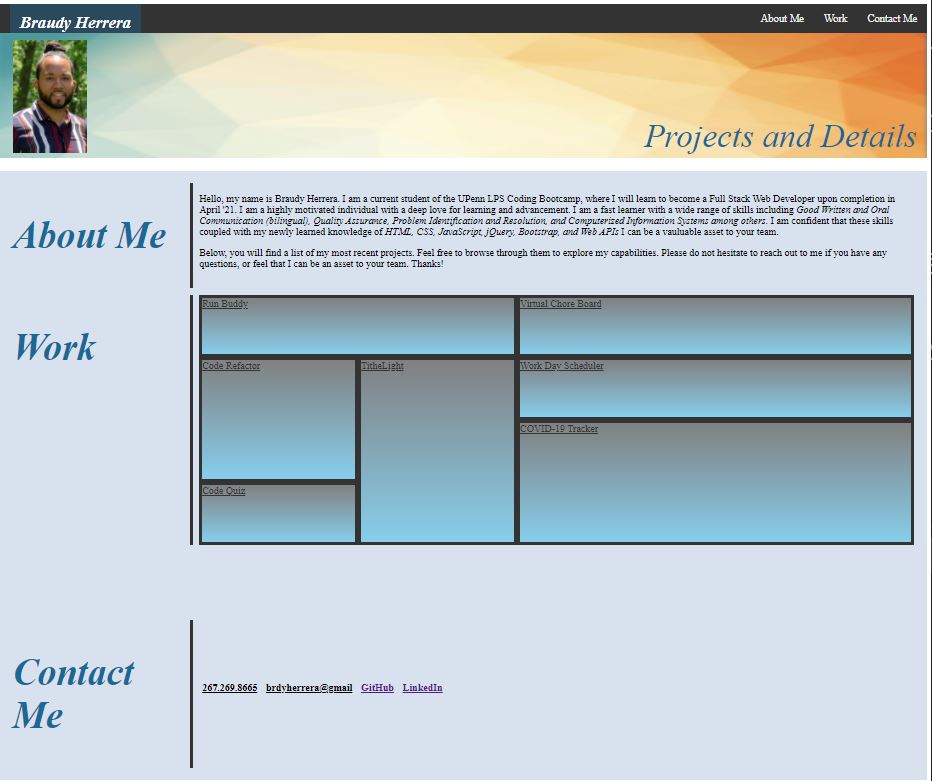 Braudy Herrera
About Me Work Contact Me
Projects and Details
About Me
Hello, my name is Braudy Herrera. I am a current student of the UPenn LPS Coding Bootcamp, where I will learn to become a Full Stack Web Developer upon completion in
April '21. I am a highly motivated individual with a deep love for learning and advancement. I am a fast learner with a wide range of skills including Good Written and Oral
Communication (bilingual), Quality Assurance, Problem Identification and Resolution, and Computerized Information Systems among others. I am confident that these skills
coupled with my newly learned knowledge of HTML, CSS, JavaScript, jQuery, Bootstrap, and Web APIs I can be a vauluable asset to your team.
Below, you will find a list of my most recent projects. Feel free to browse through them to explore my capabilities. Please do not hesitate to reach out to me if you have any
questions, or feel that I can be an asset to your team. Thanks!
Work
Run Buddy
Virtual Chore Board
Code Refactor
TitheLight
Work Day Scheduler
COVID-19 Tracker
Code Quiz
Contact
Me
267.269.8665 brdyherrera@gmail GitHub LinkedIn